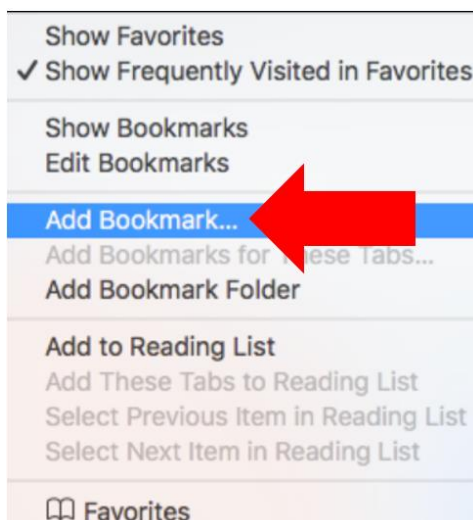 Show Favorites
✓ Show Frequently Visited in Favorites
Show Bookmarks
Edit Bookmarks
Add Bookmark...
Add Bookmarks for These Tabs...
Add Bookmark Folder
Add to Reading List
Add These Tabs to Reading List
Select Previous Item in Reading List
Select Next Item in Reading List
Favorites